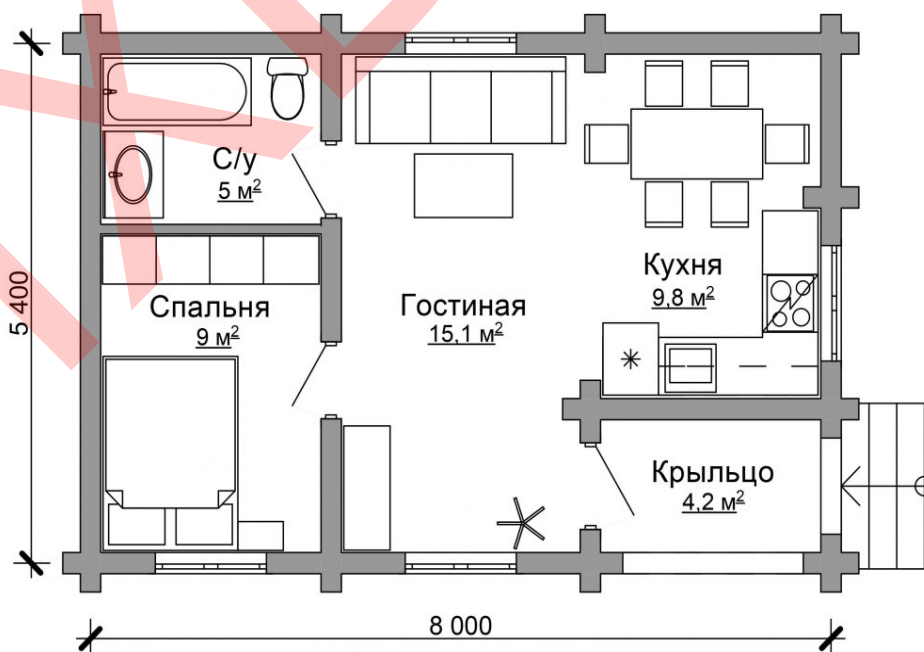 С/у
5 м²
Кухня
9,8 м²
Спальня
9 м²
Гостиная
15,1 м²
Крыльцо
4,2 м²
5 400
8 000